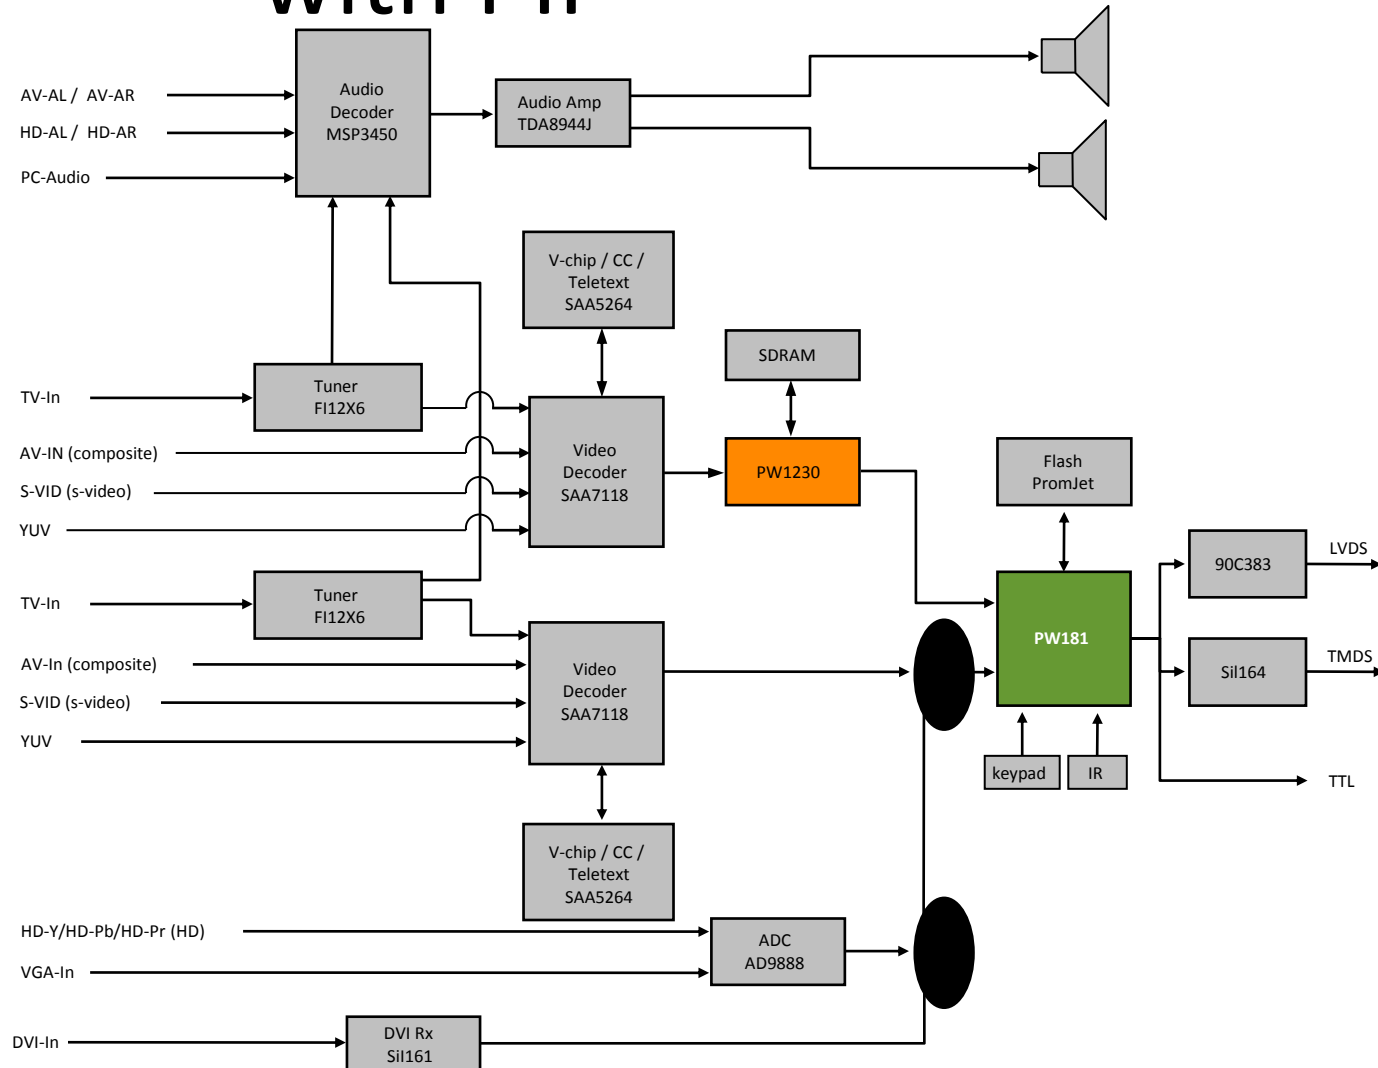 AV-AL / AV-AR
HD-AL / HD-AR
PC-Audio
Audio
Decoder
MSP3450
Audio Amp
TDA8944J
V-chip / CC /
Teletext
SAA5264
SDRAM
TV-In
Tuner
FI12X6
AV-IN (composite)
S-VID (s-video)
YUV
Video
Decoder
SAA7118
PW1230
Flash
PromJet
90C383
LVDS
TV-In
Tuner
FI12X6
AV-In (composite)
S-VID (s-video)
YUV
Video
Decoder
SAA7118
PW181
SiI164
TMDS
keypad
IR
TTL
V-chip / CC /
Teletext
SAA5264
HD-Y/HD-Pb/HD-Pr (HD)
VGA-In
ADC
AD9888
DVI-In
DVI Rx
SiI161